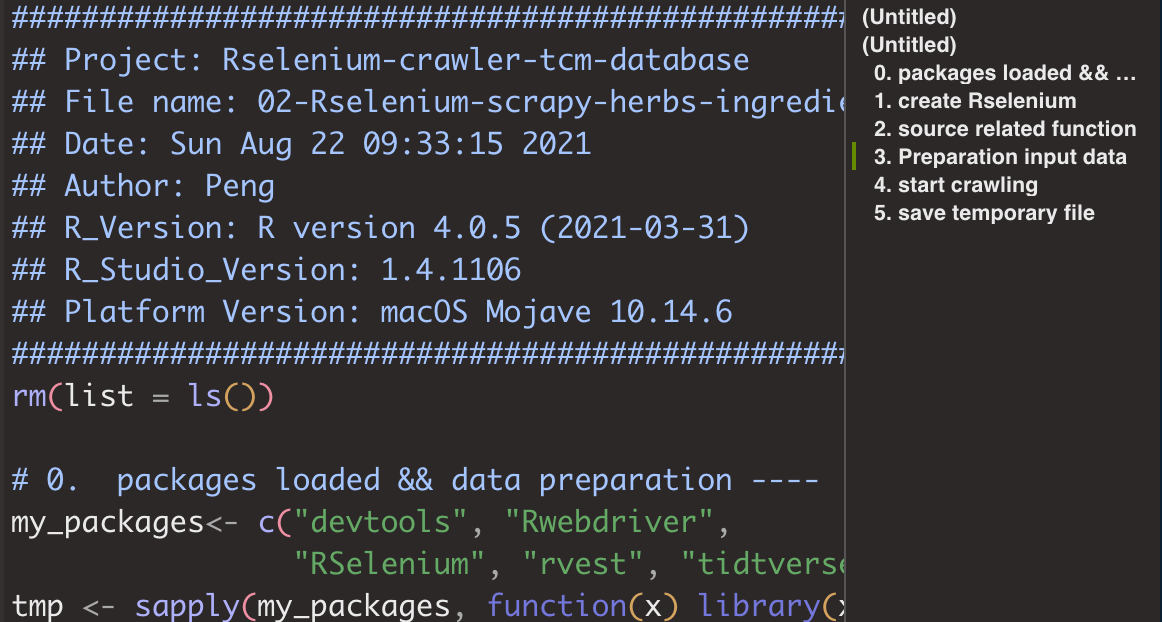 ################################################
## Project: Rselenium-crawler-tcm-database
## File name: 02-Rselenium-scrapy-herbs-ingredie
## Date: Sun Aug 22 09:33:15 2021
## Author: Peng
## R_Version: R version 4.0.5 (2021-03-31)
## R_Studio_Version: 1.4.1106
## Platform Version: macOS Mojave 10.14.6
################################################
rm(list = ls())
# 0.  packages loaded && data preparation ----
my_packages<- c("devtools", "Rwebdriver",
"RSelenium", "rvest", "tidtverse
tmp <- sapply(my_packages, function(x) library(x
(Untitled)
(Untitled)
0. packages loaded && ...
1. create Rselenium
2. source related function
3. Preparation input data
4. start crawling
5. save temporary file